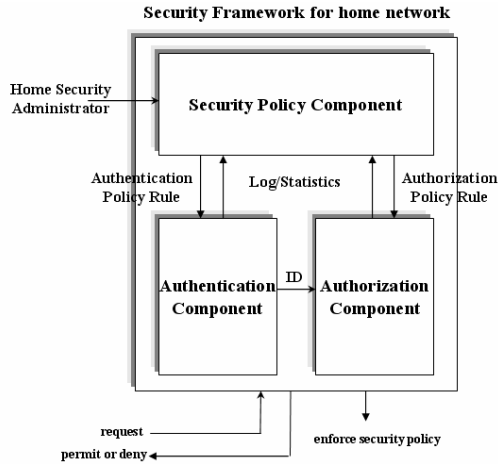 Security Framework for home network
Home Security
Administrator
Security Policy Component
Authentication
Policy Rule
Log/Statistics
Authorization
Policy Rule
Authentication
Component
ID
Authorization
Component
request
permit or deny
enforce security policy